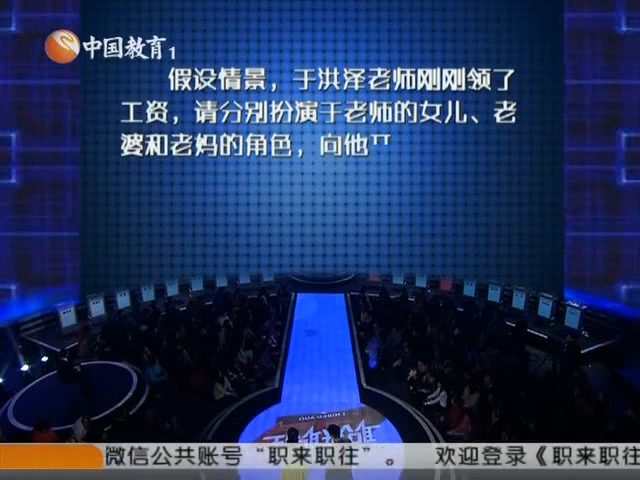 中国教育1
假设情景，于洪泽老师刚刚领了
工资，请分别扮演于老师的女儿、老
婆和老妈的角色，向他
I HIRED YOU
微信公共账号“职来职往”。 欢迎登录《职来职往